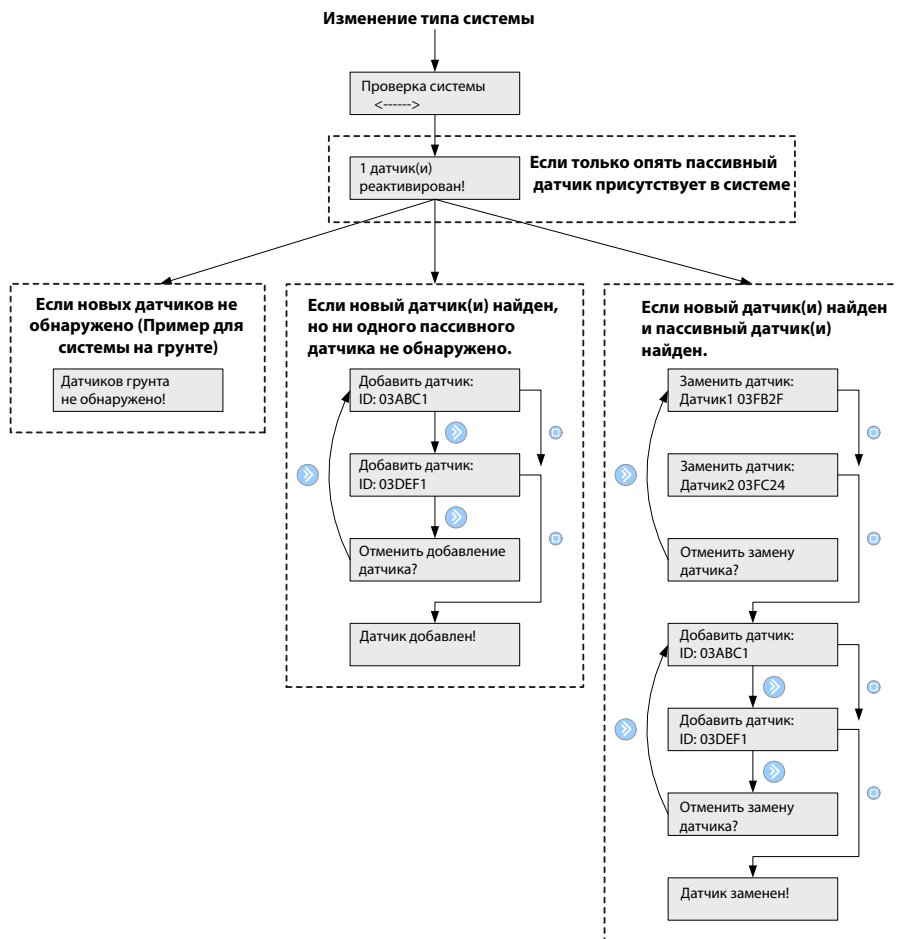 Изменение типа системы
Проверка системы
<------>
1 датчик(и)
реактивирован!
Если только опять пассивный
датчик присутствует в системе
Если новых датчиков не
обнаружено (Пример для
системы на грунте)
Датчиков грунта
не обнаружено!
Если новый датчик(и) найден,
но ни одного пассивного
датчика не обнаружено.
Добавить датчик:
ID: 03ABC1
Добавить датчик:
ID: 03DEF1
Отменить добавление
датчика?
Датчик добавлен!
Если новый датчик(и) найден
и пассивный датчик(и)
найден.
Заменить датчик:
Датчик1 03FB2F
Заменить датчик:
Датчик2 03FC24
Отменить замену
датчика?
Добавить датчик:
ID: 03ABC1
Добавить датчик:
ID: 03DEF1
Отменить замену
датчика?
Датчик заменен!